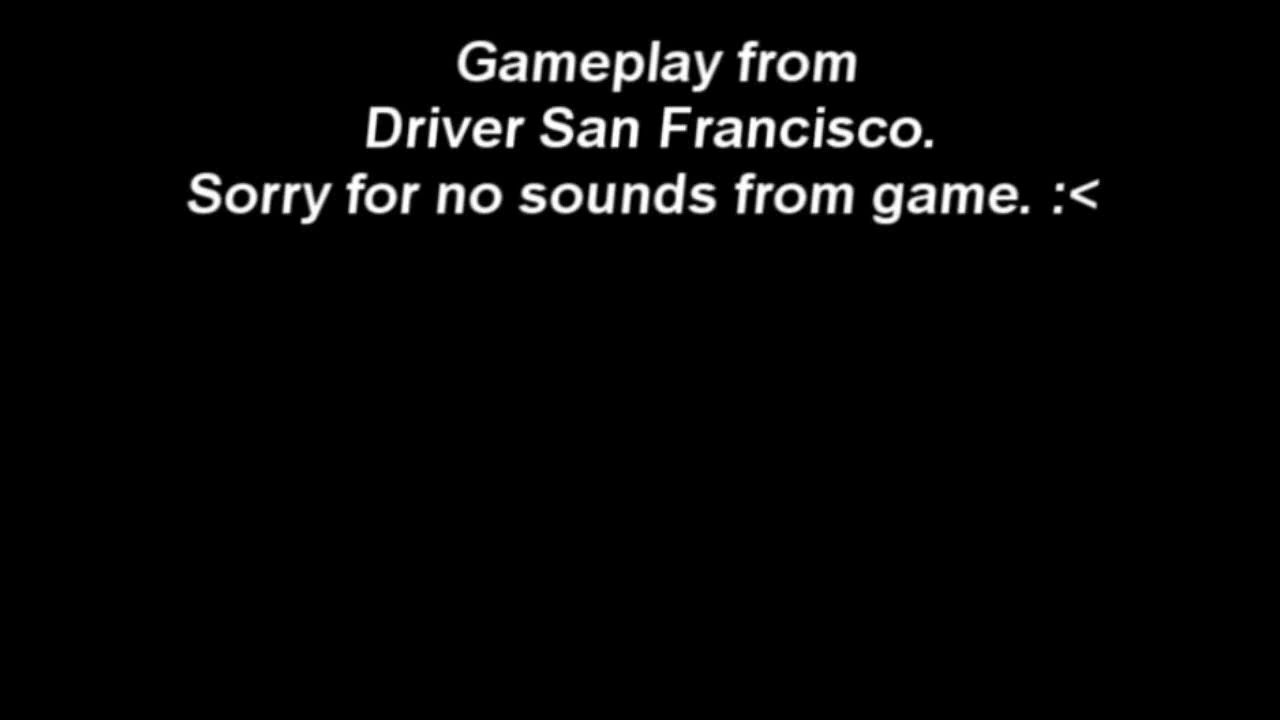 Gameplay from
Driver San Francisco.
Sorry for no sounds from game. :<